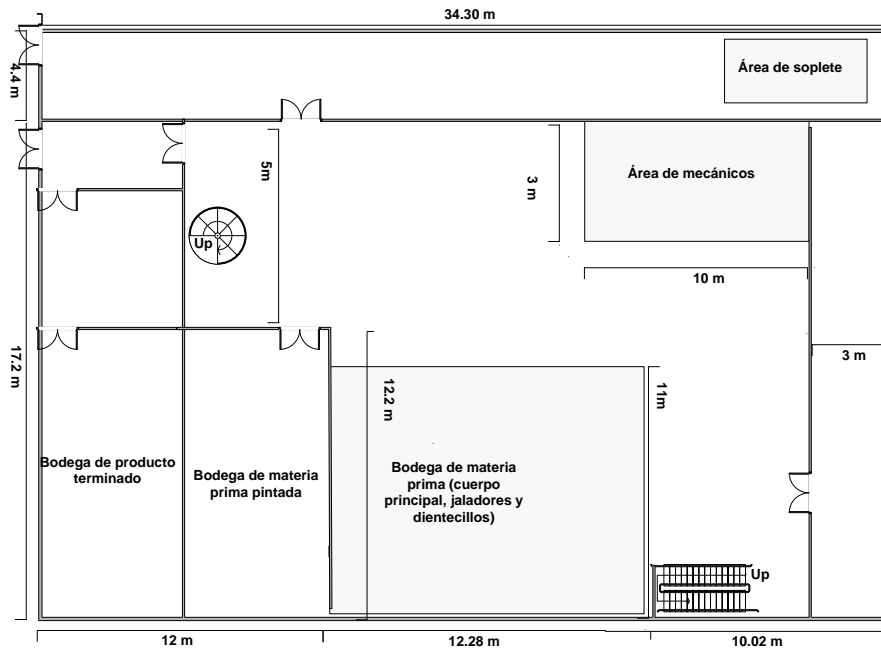 34.30 m
4.4 m
Área de soplete
5m
3 m
Área de mecánicos
Up
10 m
17.2 m
3 m
12.2 m
11m
Bodega de producto
terminado
Bodega de materia
prima pintada
Bodega de materia
prima (cuerpo
principal, jaladores y
dientecillos)
Up
12 m
12.28 m
10.02 m